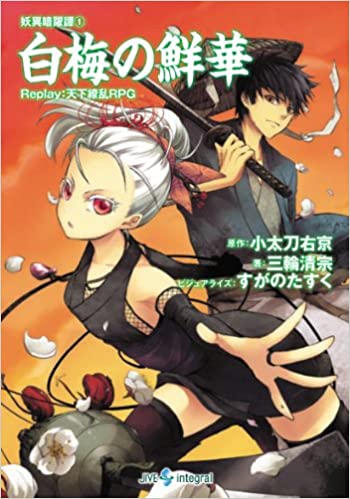 妖異暗躍譚①
白梅の鮮華
Replay:天下繚乱RPG
原作:小太刀右京
著:三輪清宗
ビジュアライズ:すがのたすく
JIVE integral